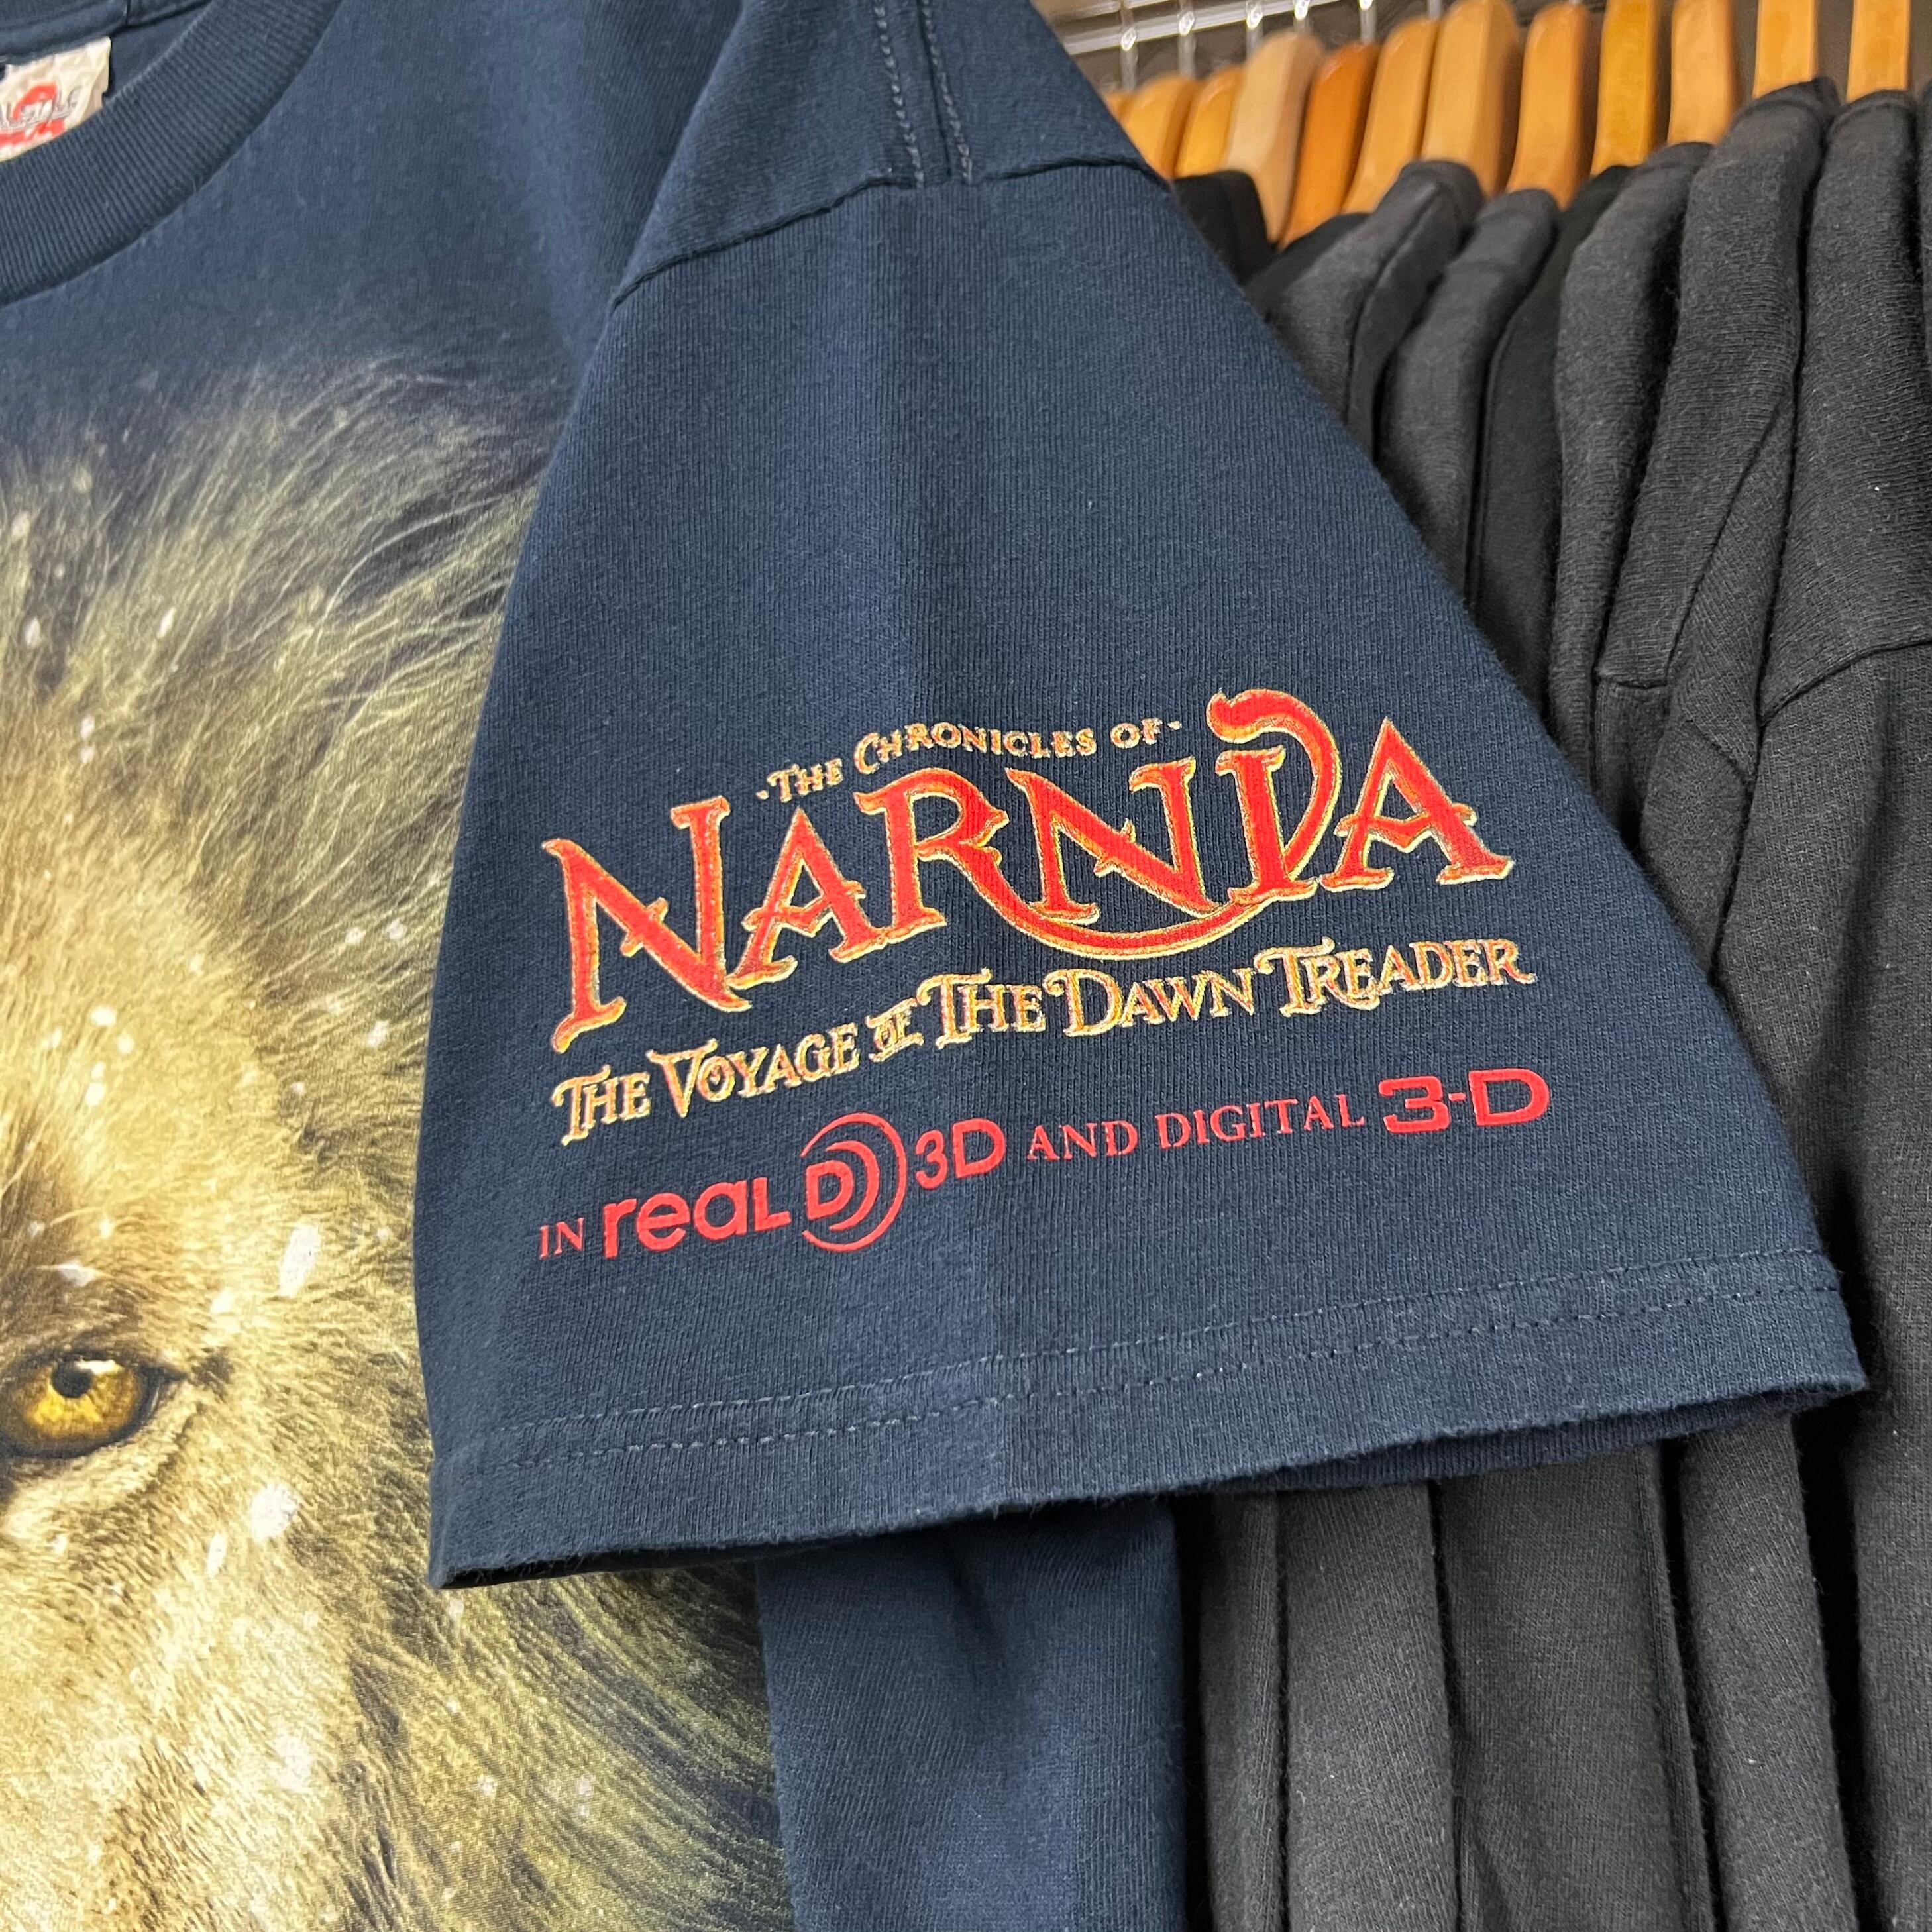 · THE CHRONICLES OF ·
NARNIA
THE VOYAGE OF THE DAWN TREADER
IN reaL D 3D AND DIGITAL 3-D